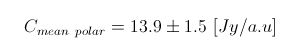 C_{mean polar} = 13.9 ± 1.5 [Jy/a.u]